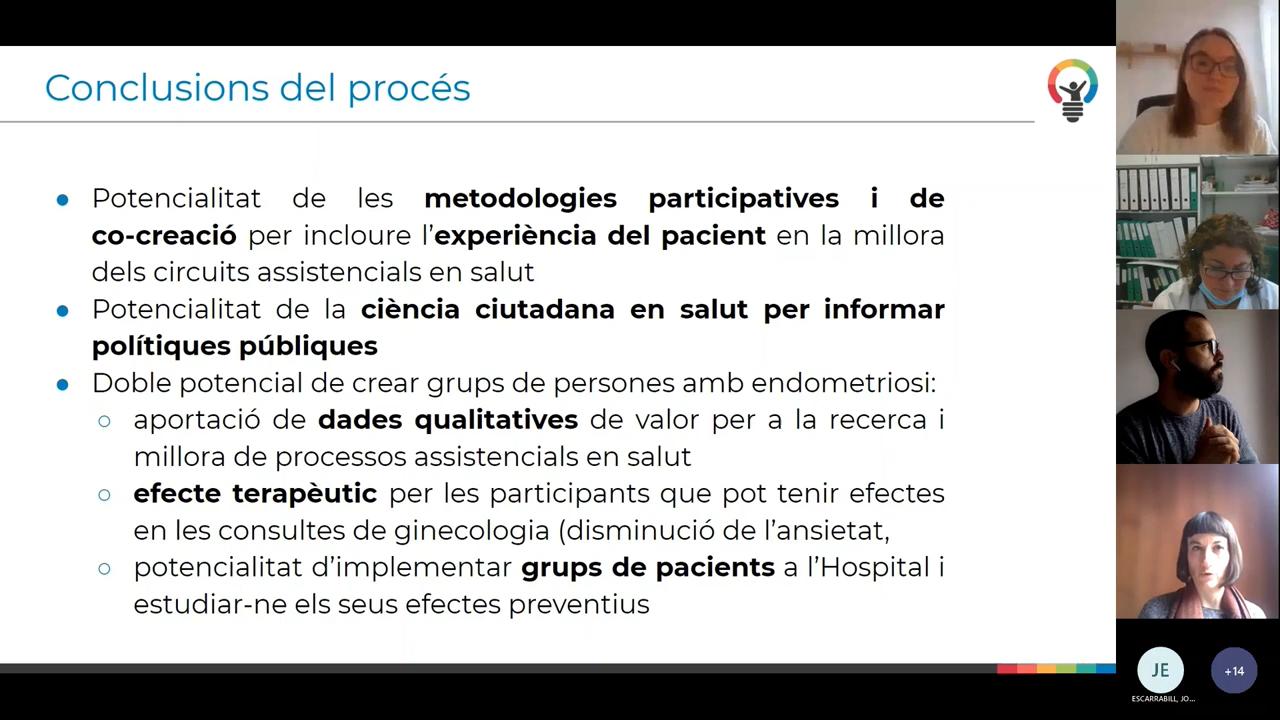 Conclusions del procés
Potencialitat de les metodologies participatives i de
co-creació per incloure l’experiència del pacient en la millora
dels circuits assistencials en salut
Potencialitat de la ciència ciutadana en salut per informar
polítiques públiques
Doble potencial de crear grups de persones amb endometriosi:
aportació de dades qualitatives de valor per a la recerca i
millora de processos assistencials en salut
efecte terapèutic per les participants que pot tenir efectes
en les consultes de ginecologia (disminució de l’ansietat,
potencialitat d’implementar grups de pacients a l’Hospital i
estudiar-ne els seus efectes preventius
JE
+14
ESCARRABILL, JO...